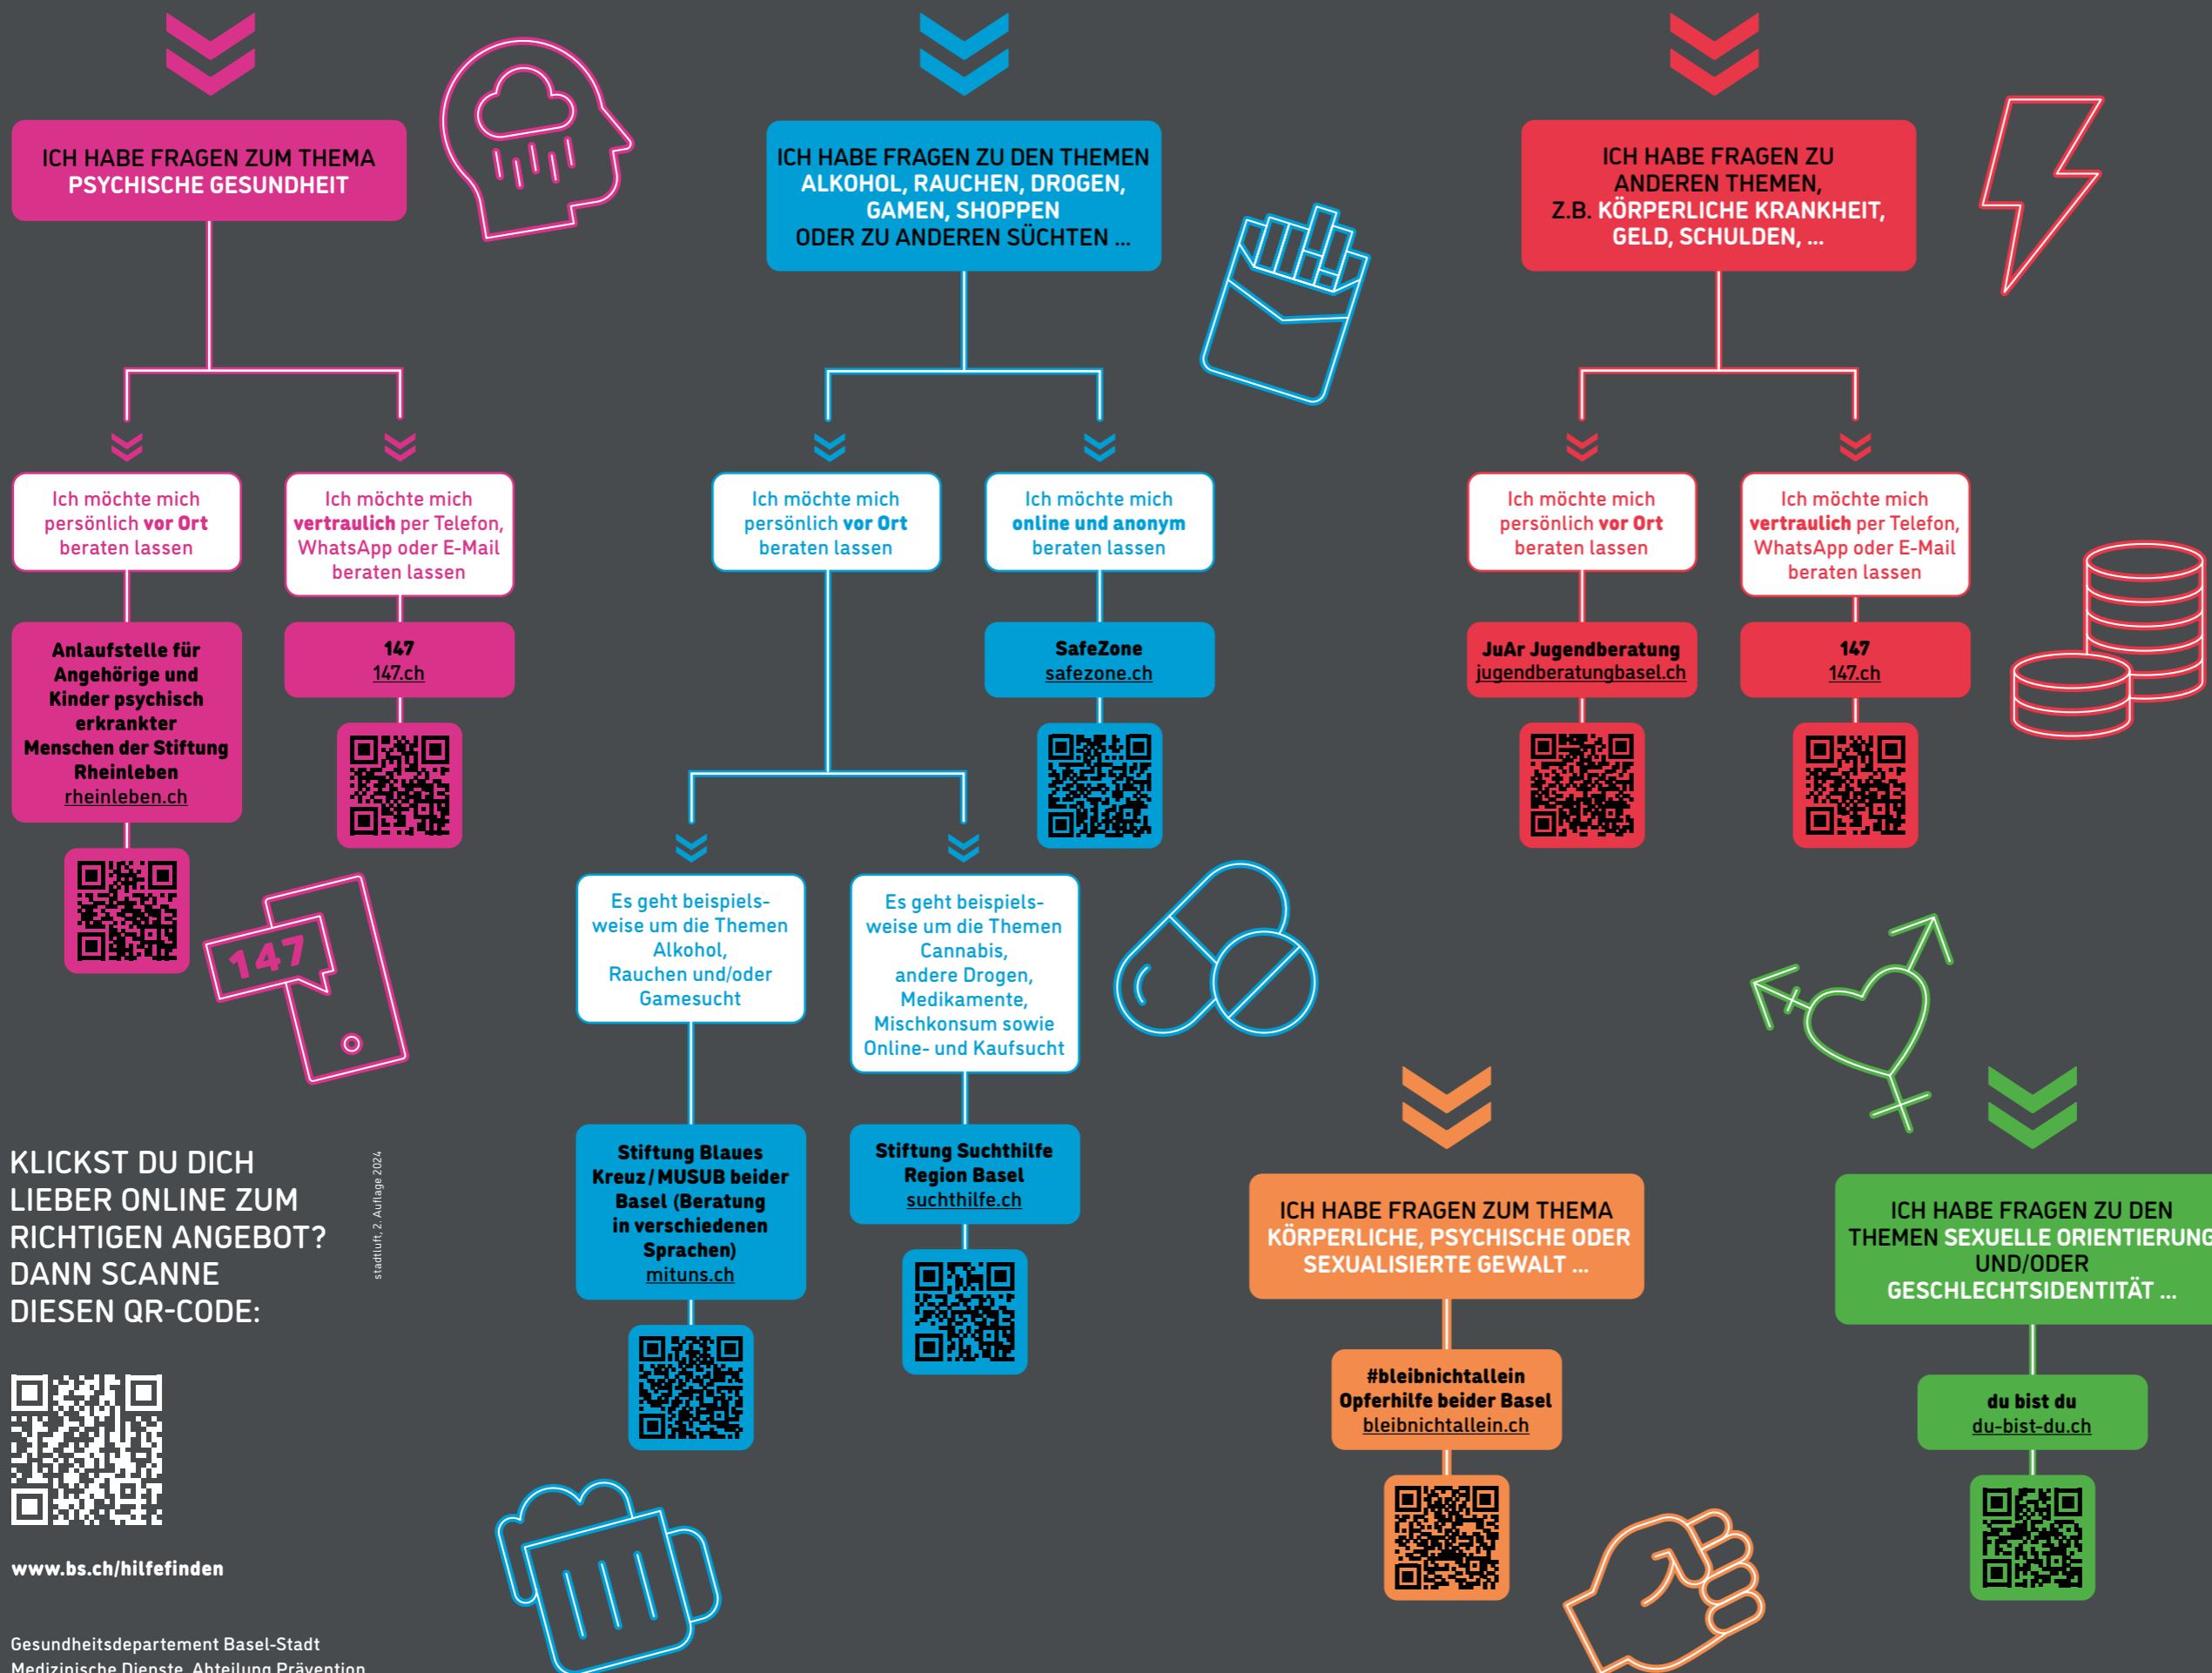 ICH HABE FRAGEN ZUM THEMA
PSYCHISCHE GESUNDHEIT
Ich möchte mich
persönlich vor Ort
beraten lassen
Anlaufstelle für
Angehörige und
Kinder psychisch
erkrankter
Menschen der Stiftung
Rheinleben
rheinleben.ch
Ich möchte mich
vertraulich per Telefon,
WhatsApp oder E-Mail
beraten lassen
147
147.ch
147
ICH HABE FRAGEN ZU DEN THEMEN
ALKOHOL, RAUCHEN, DROGEN,
GAMEN, SHOPPEN
ODER ZU ANDEREN SÜCHTEN ...
Ich möchte mich
persönlich vor Ort
beraten lassen
Ich möchte mich
online und anonym
beraten lassen
SafeZone
safezone.ch
Es geht beispiels-
weise um die Themen
Alkohol,
Rauchen und/oder
Gamesucht
Stiftung Blaues
Kreuz / MUSUB beider
Basel (Beratung
in verschiedenen
Sprachen)
mituns.ch
Es geht beispiels-
weise um die Themen
Cannabis,
andere Drogen,
Medikamente,
Mischkonsum sowie
Online- und Kaufsucht
Stiftung Suchthilfe
Region Basel
suchthilfe.ch
ICH HABE FRAGEN ZU
ANDEREN THEMEN,
Z.B. KÖRPERLICHE KRANKHEIT,
GELD, SCHULDEN, ...
Ich möchte mich
persönlich vor Ort
beraten lassen
JuAr Jugendberatung
jugendberatungbasel.ch
Ich möchte mich
vertraulich per Telefon,
WhatsApp oder E-Mail
beraten lassen
147
147.ch
ICH HABE FRAGEN ZUM THEMA
KÖRPERLICHE, PSYCHISCHE ODER
SEXUALISIERTE GEWALT ...
#bleibnichtallein
Opferhilfe beider Basel
bleibnichtallein.ch
ICH HABE FRAGEN ZU DEN
THEMEN SEXUELLE ORIENTIERUNG
UND/ODER
GESCHLECHTSIDENTITÄT ...
du bist du
du-bist-du.ch
KLICKST DU DICH
LIEBER ONLINE ZUM
RICHTIGEN ANGEBOT?
DANN SCANNE
DIESEN QR-CODE:
stadtluft, 2. Auflage 2024
www.bs.ch/hilfefinden
Gesundheitsdepartement Basel-Stadt
Medizinische Dienste, Abteilung Prävention